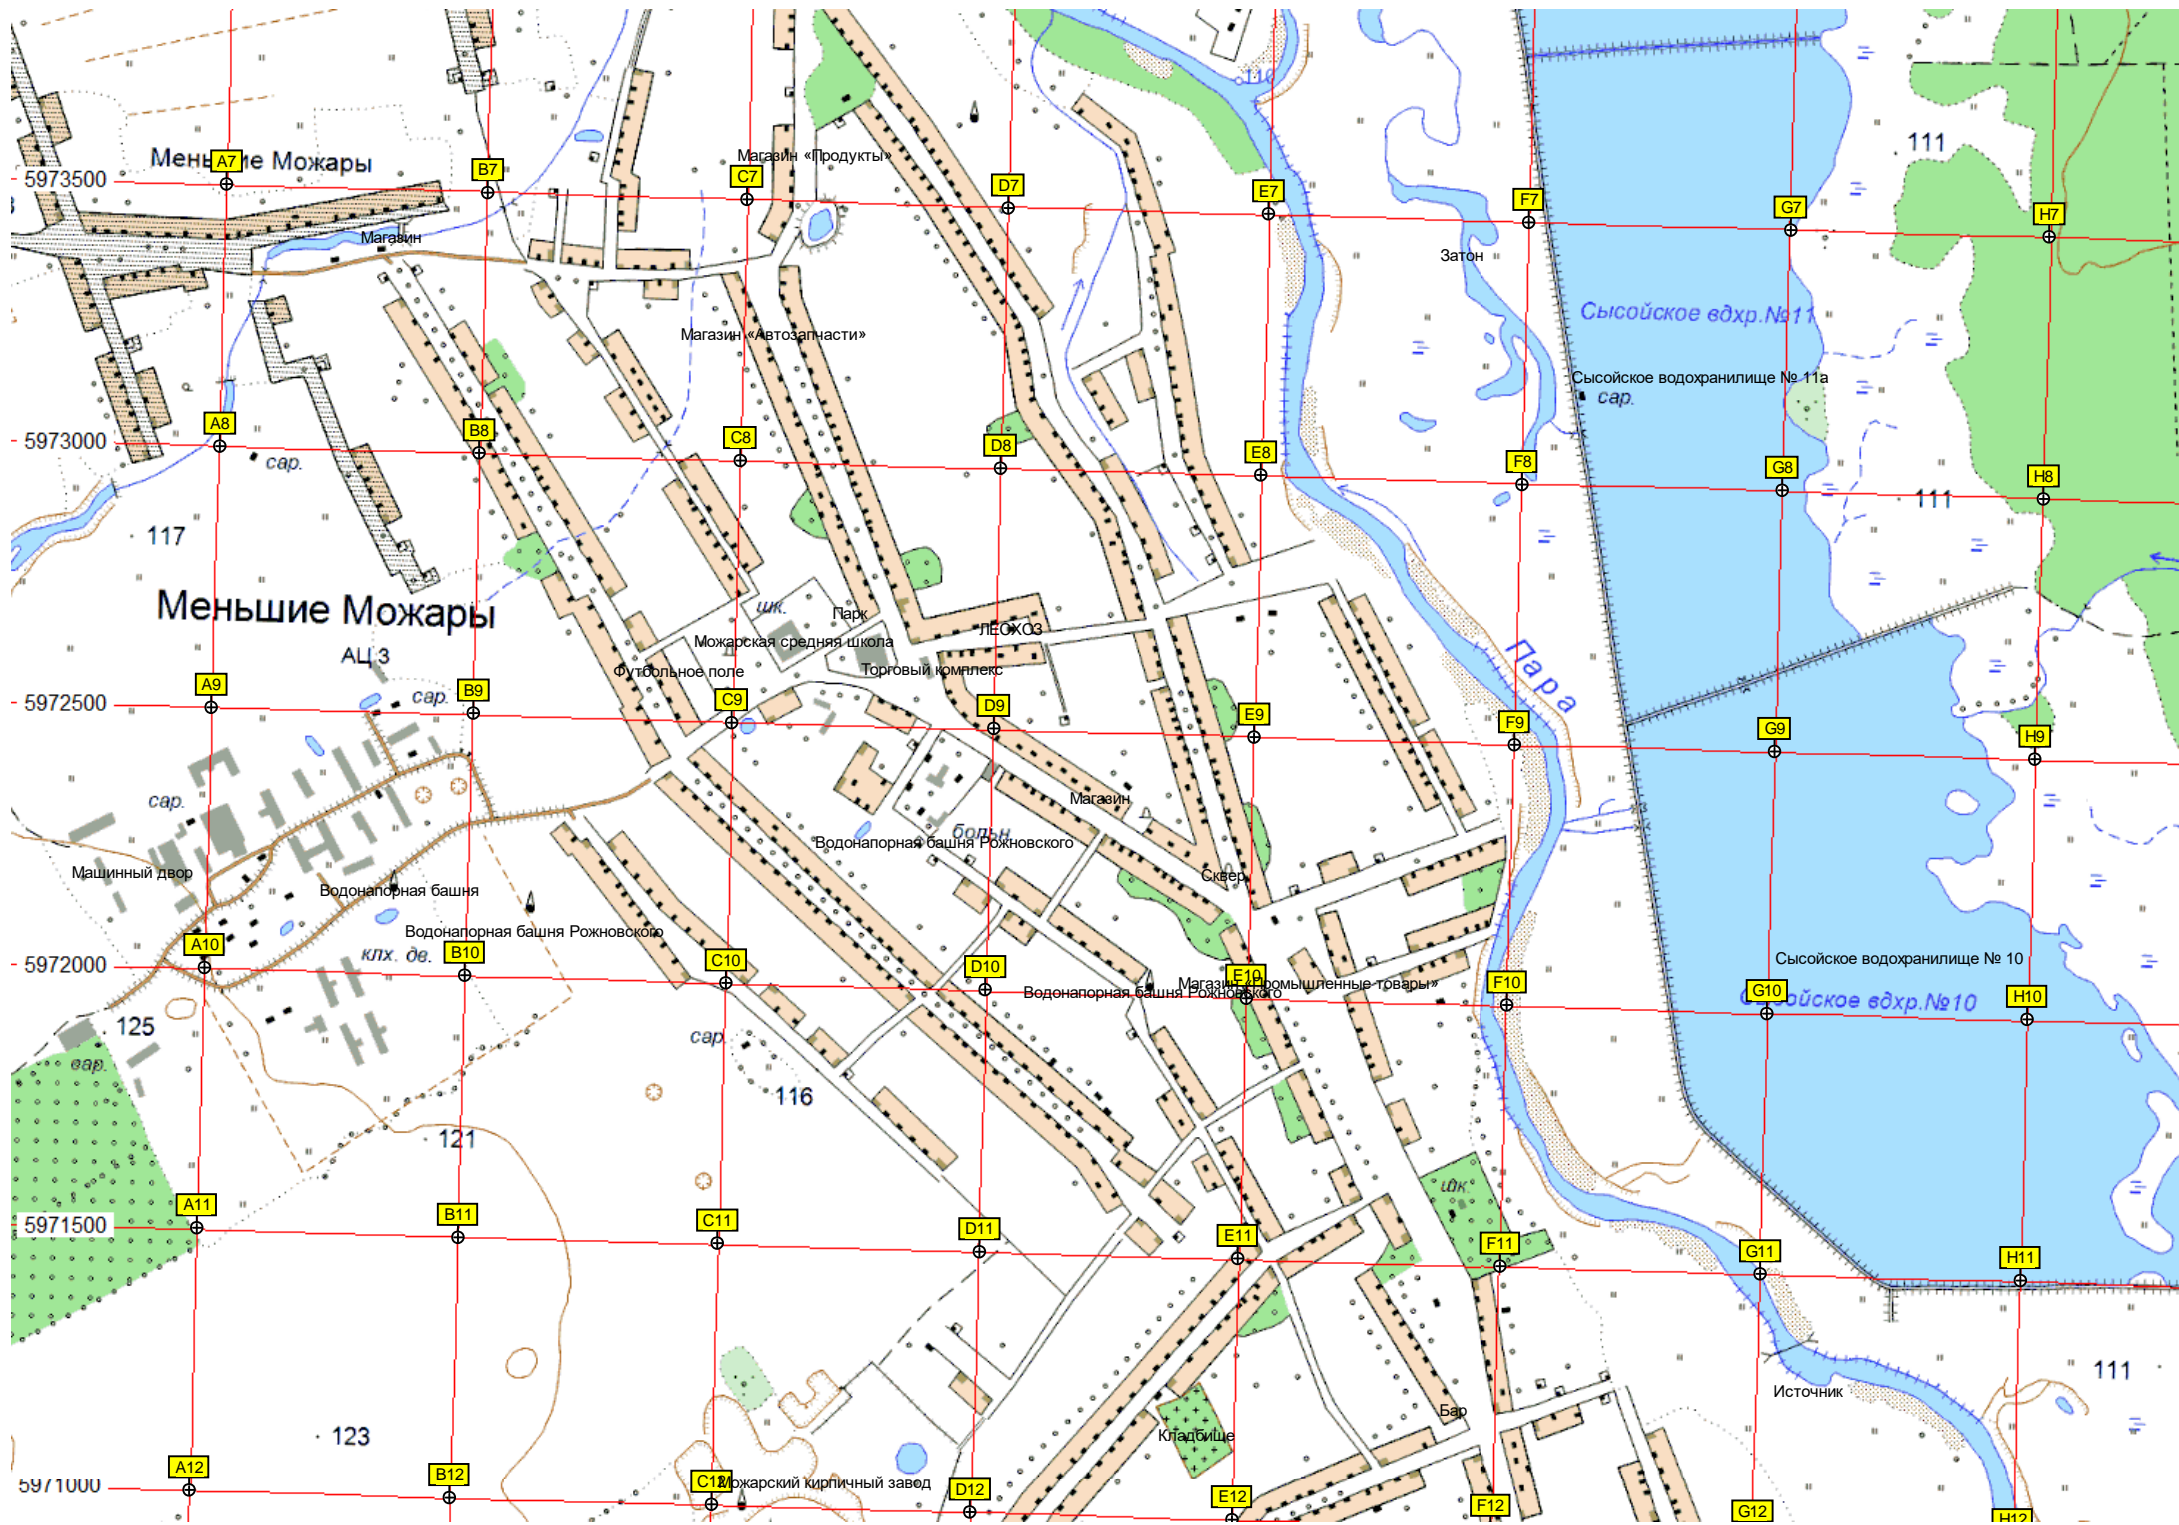 110
111
Меньшие Можары
A7
B7
Магазин «Продукты»
C7
D7
E7
F7
G7
H7
5973500
Магазин
Затон
Сысойское вдхр.№11
Магазин «Автозапчасти»
Сысойское водохранилище № 11а
сар.
A8
B8
C8
D8
E8
F8
G8
H8
5973000
сар.
111
117
Меньшие Можары
шк.
Парк
ЛЕСХОЗ
Можарская средняя школа
АЦ 3
Футбольное поле
Торговый комплекс
Пара
A9
сар.
B9
C9
D9
E9
F9
G9
H9
5972500
сар.
Магазин
больн.
Водонапорная башня Рожновского
Машинный двор
Сквер
Водонапорная башня
Водонапорная башня Рожновского
A10
клх. дв.
B10
C10
D10
E10
F10
G10
H10
5972000
Сысойское водохранилище № 10
Магазин «Промышленные товары»
Водонапорная башня Рожновского
Сысойское вдхр.№10
125
сар.
сар.
116
121
шк.
A11
B11
C11
D11
E11
F11
G11
H11
5971500
111
Источник
Бар
123
Кладбище
A12
B12
C12
Можарский кирпичный завод
D12
E12
F12
G12
H12
5971000